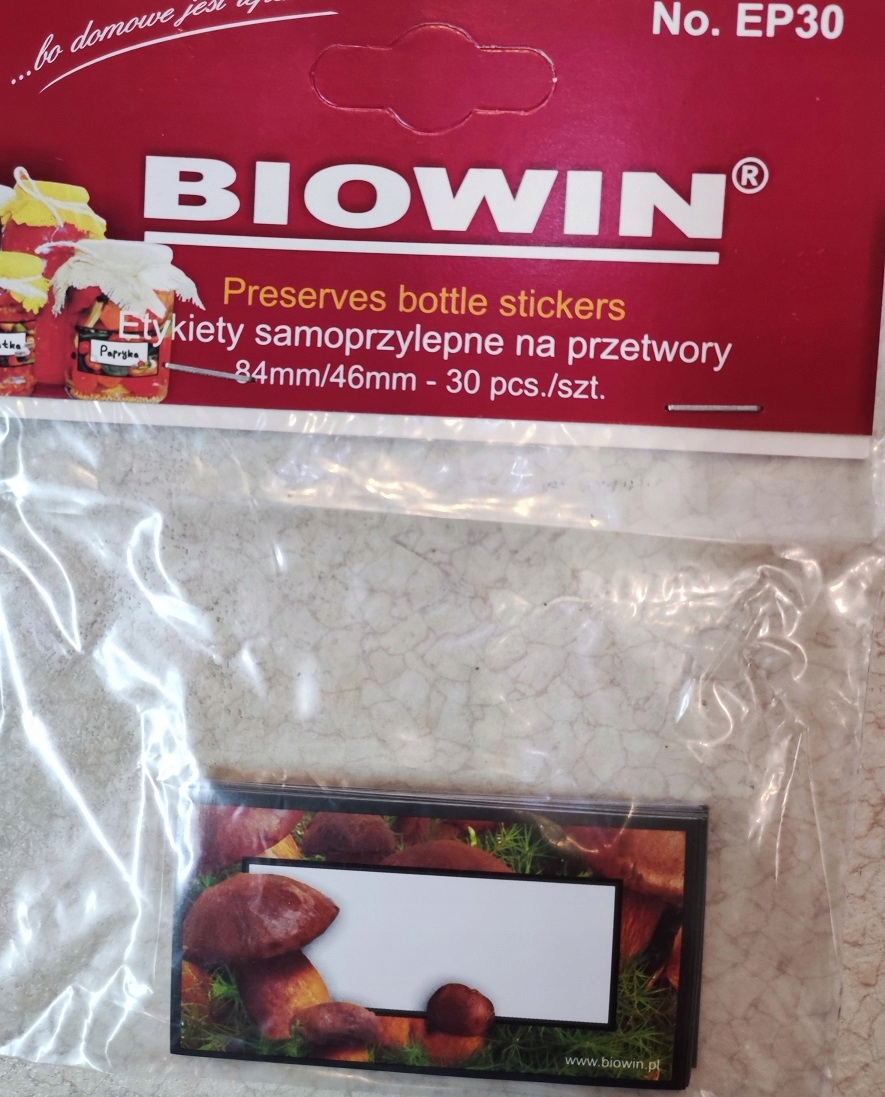 ...bo domowe jest
No. EP30
BIOWIN®
Preserves bottle stickers
Etykiety samoprzylepne na przetwory
84mm/46mm - 30 pcs./szt.
Papryka
www.biowin.pl